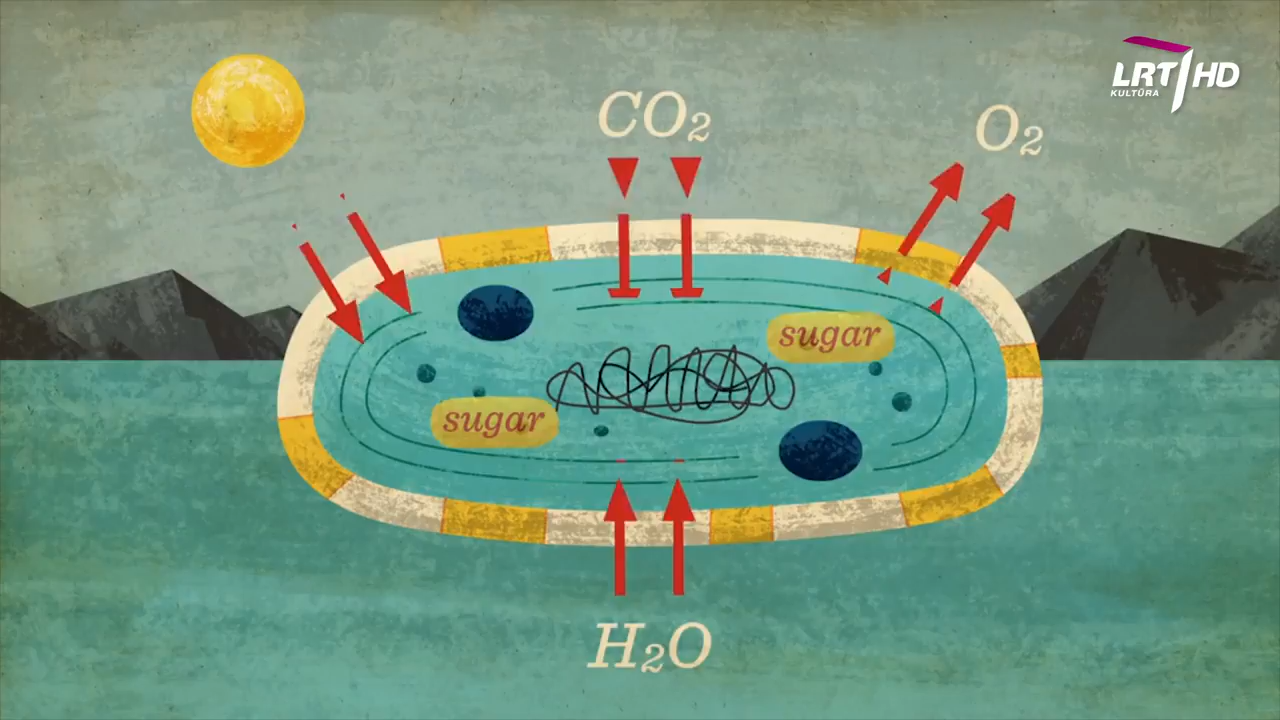 LRT HD
KULTŪRA
CO₂
O₂
sugar
sugar
H₂O